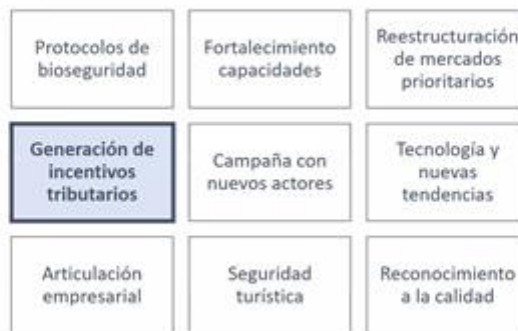 Protocolos de
bioseguridad
Fortalecimiento
capacidades
Reestructuración
de mercados
prioritarios
Generación de
incentivos
tributarios
Campaña con
nuevos actores
Tecnología y
nuevas
tendencias
Articulación
empresarial
Seguridad
turística
Reconocimiento
a la calidad